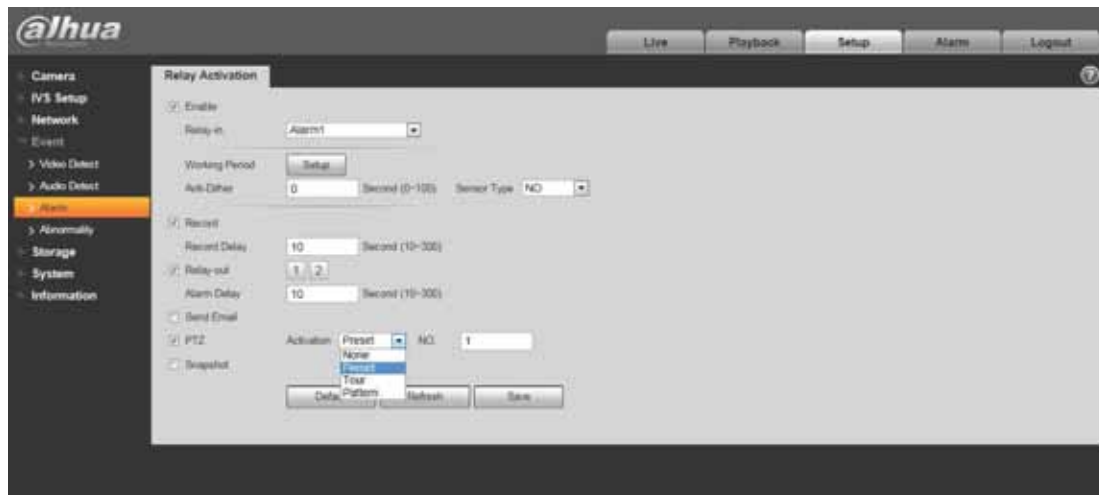 alhua
Live Playback Setup Alarm Logout
Camera
IVS Setup
Network
Event
> Video Detect
> Audio Detect
> Alarm
> Abnormality
Storage
System
Information
Relay Activation
Enable
Relay-in Alarm1
Working Period Setup
Anti-Dither 0 Second (0~100) Sensor Type NO
Record
Record Delay 10 Second (10~300)
Relay-out 1 2
Alarm Delay 10 Second (10~300)
Send Email
PTZ Activation Preset NO. 1
None
Preset
Tour
Pattern
Snapshot
Refresh Save